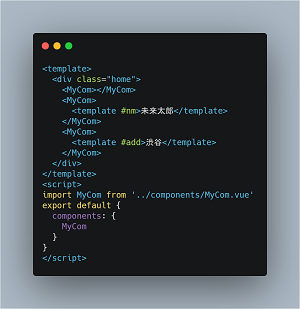 <template>
  <div class="home">
    <MyCom></MyCom>
    <MyCom>
      <template #nm>未来太郎</template>
    </MyCom>
    <MyCom>
      <template #add>渋谷</template>
    </MyCom>
  </div>
</template>
<script>
import MyCom from '../components/MyCom.vue'
export default {
  components: {
    MyCom
  }
}
</script>